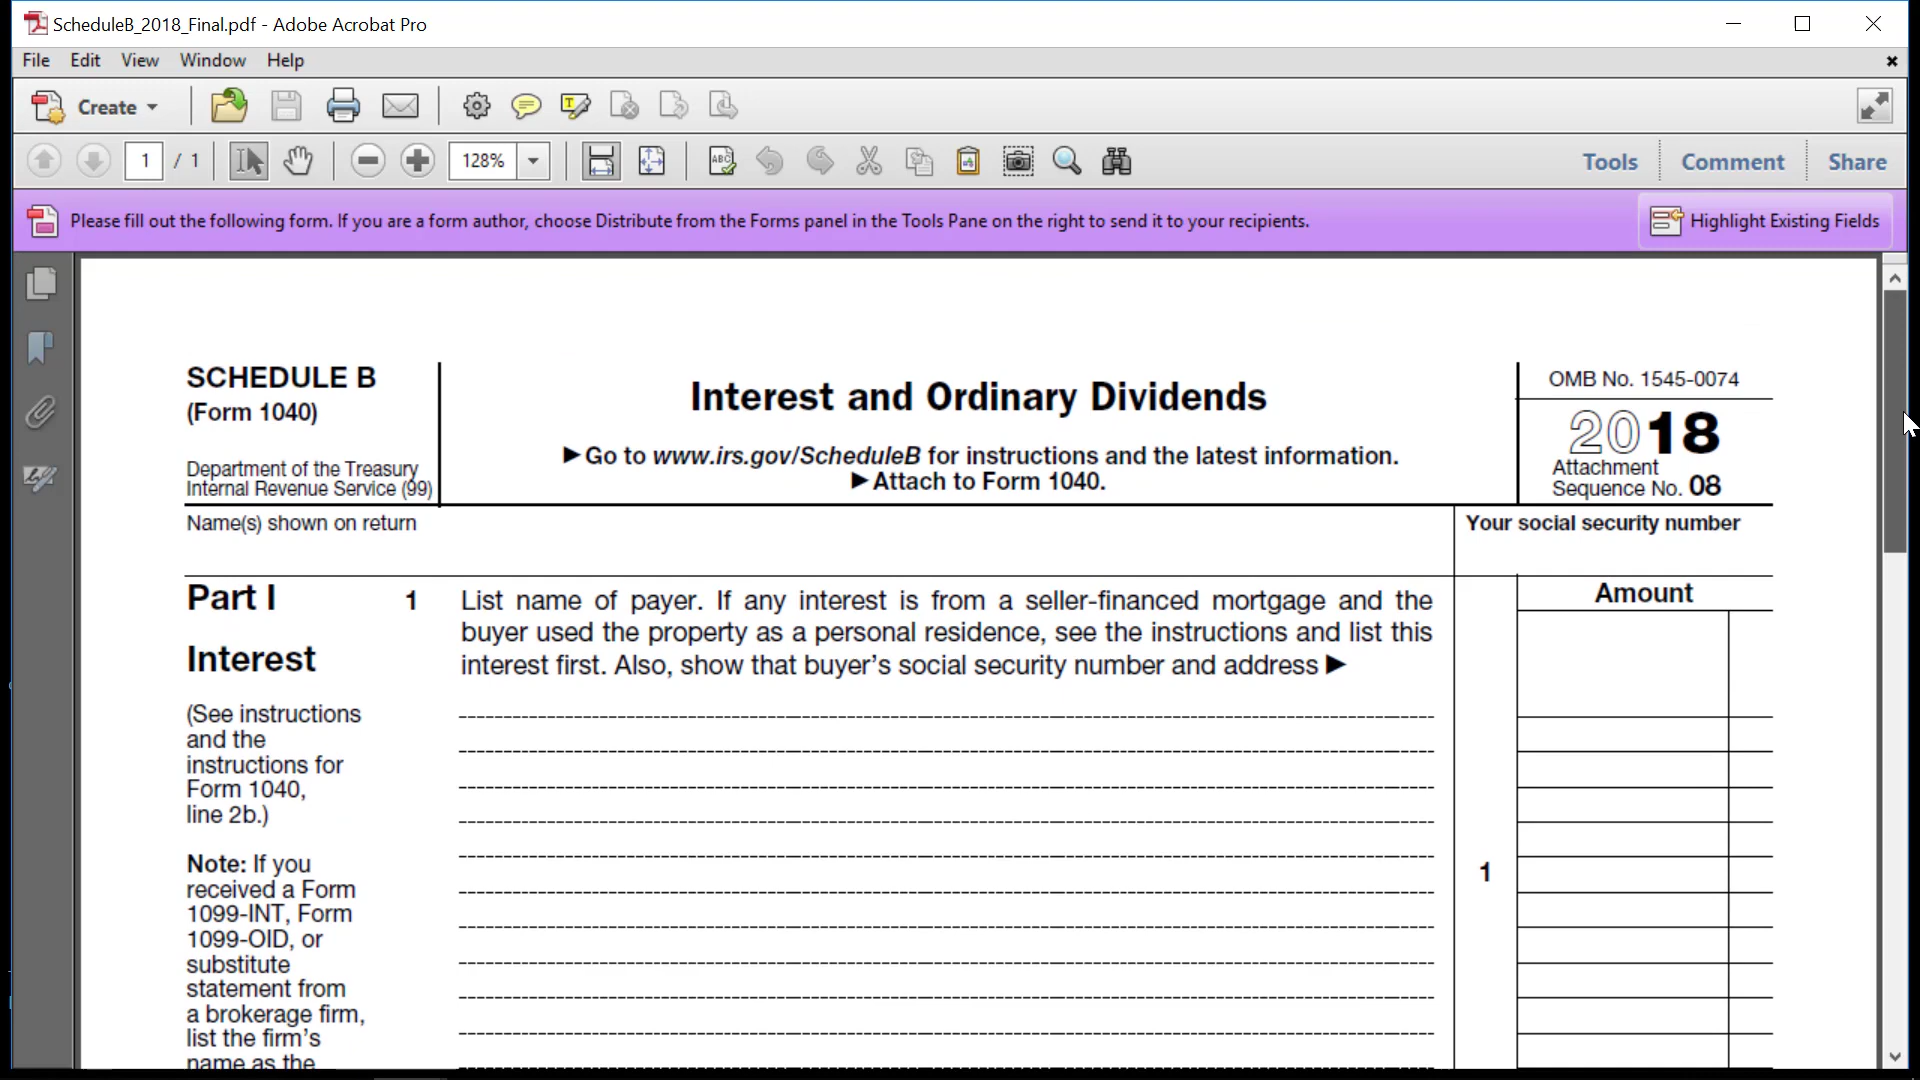 ScheduleB_2018_Final.pdf - Adobe Acrobat Pro
File Edit View Window Help
Create
1 / 1 128% Tools Comment Share
Please fill out the following form. If you are a form author, choose Distribute from the Forms panel in the Tools Pane on the right to send it to your recipients. Highlight Existing Fields
SCHEDULE B
(Form 1040)
Department of the Treasury
Internal Revenue Service (99)
Interest and Ordinary Dividends
▶Go to www.irs.gov/ScheduleB for instructions and the latest information.
▶Attach to Form 1040.
OMB No. 1545-0074
2018
Attachment
Sequence No. 08
Name(s) shown on return
Your social security number
Part I
Interest
(See instructions
and the
instructions for
Form 1040,
line 2b.)
Note: If you
received a Form
1099-INT, Form
1099-OID, or
substitute
statement from
a brokerage firm,
list the firm's
name as the
1 List name of payer. If any interest is from a seller-financed mortgage and the
buyer used the property as a personal residence, see the instructions and list this
interest first. Also, show that buyer's social security number and address ▶
1
Amount